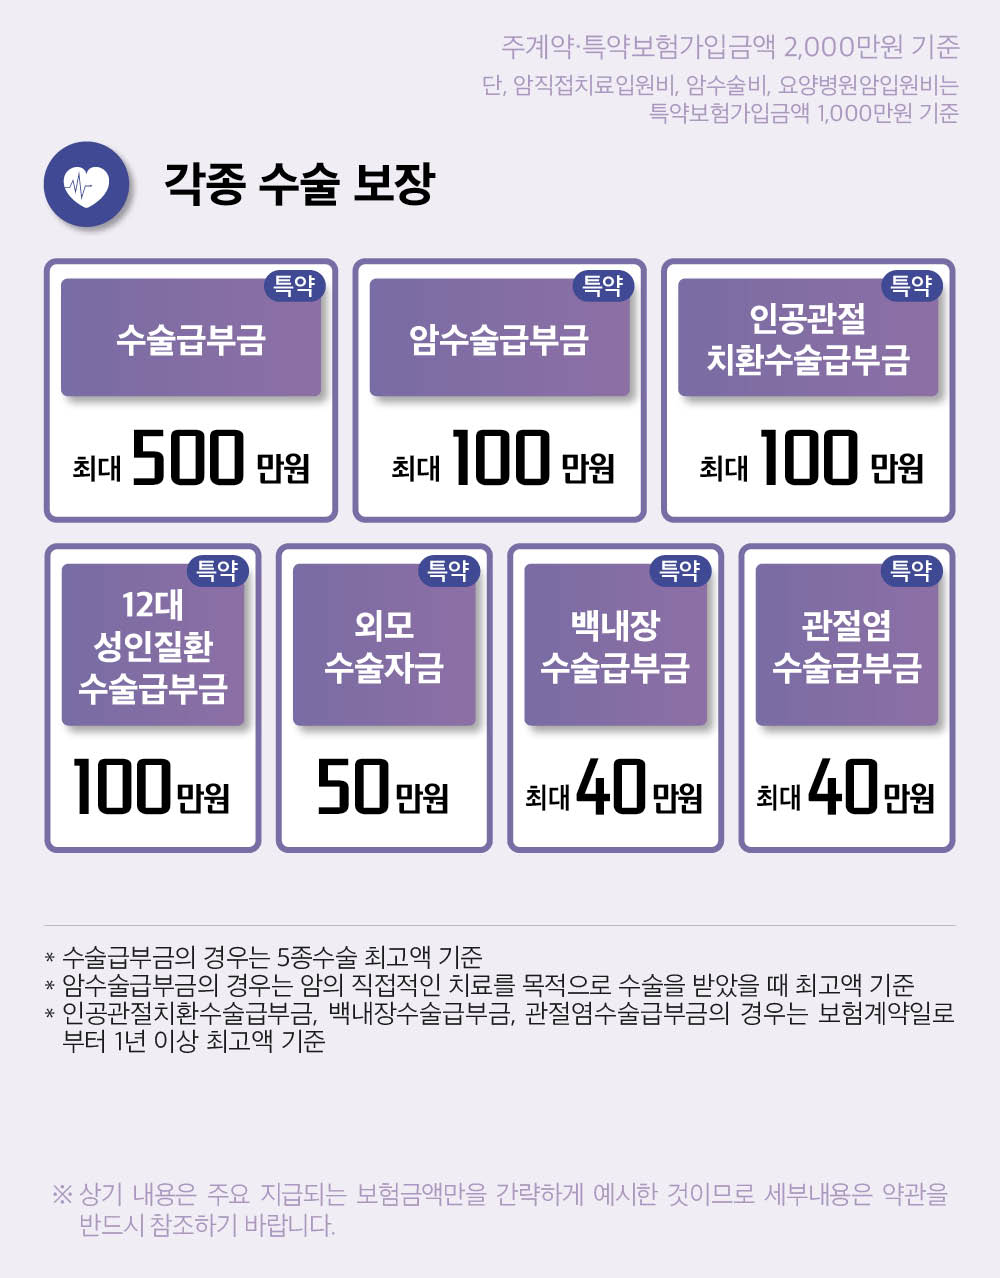 주계약·특약보험가입금액 2,000만원 기준
단, 암직접치료입원비, 암수술비, 요양병원암입원비는
특약보험가입금액 1,000만원 기준
각종 수술 보장
특약
수술급부금
최대 500 만원
특약
암수술급부금
최대 100 만원
특약
인공관절
치환수술급부금
최대 100 만원
특약
12대
성인질환
수술급부금
100만원
특약
외모
수술자금
50만원
특약
백내장
수술급부금
최대 40만원
특약
관절염
수술급부금
최대 40만원
* 수술급부금의 경우는 5종수술 최고액 기준
* 암수술급부금의 경우는 암의 직접적인 치료를 목적으로 수술을 받았을 때 최고액 기준
* 인공관절치환수술급부금, 백내장수술급부금, 관절염수술급부금의 경우는 보험계약일로
부터 1년 이상 최고액 기준
※ 상기 내용은 주요 지급되는 보험금액만을 간략하게 예시한 것이므로 세부내용은 약관을
반드시 참조하기 바랍니다.